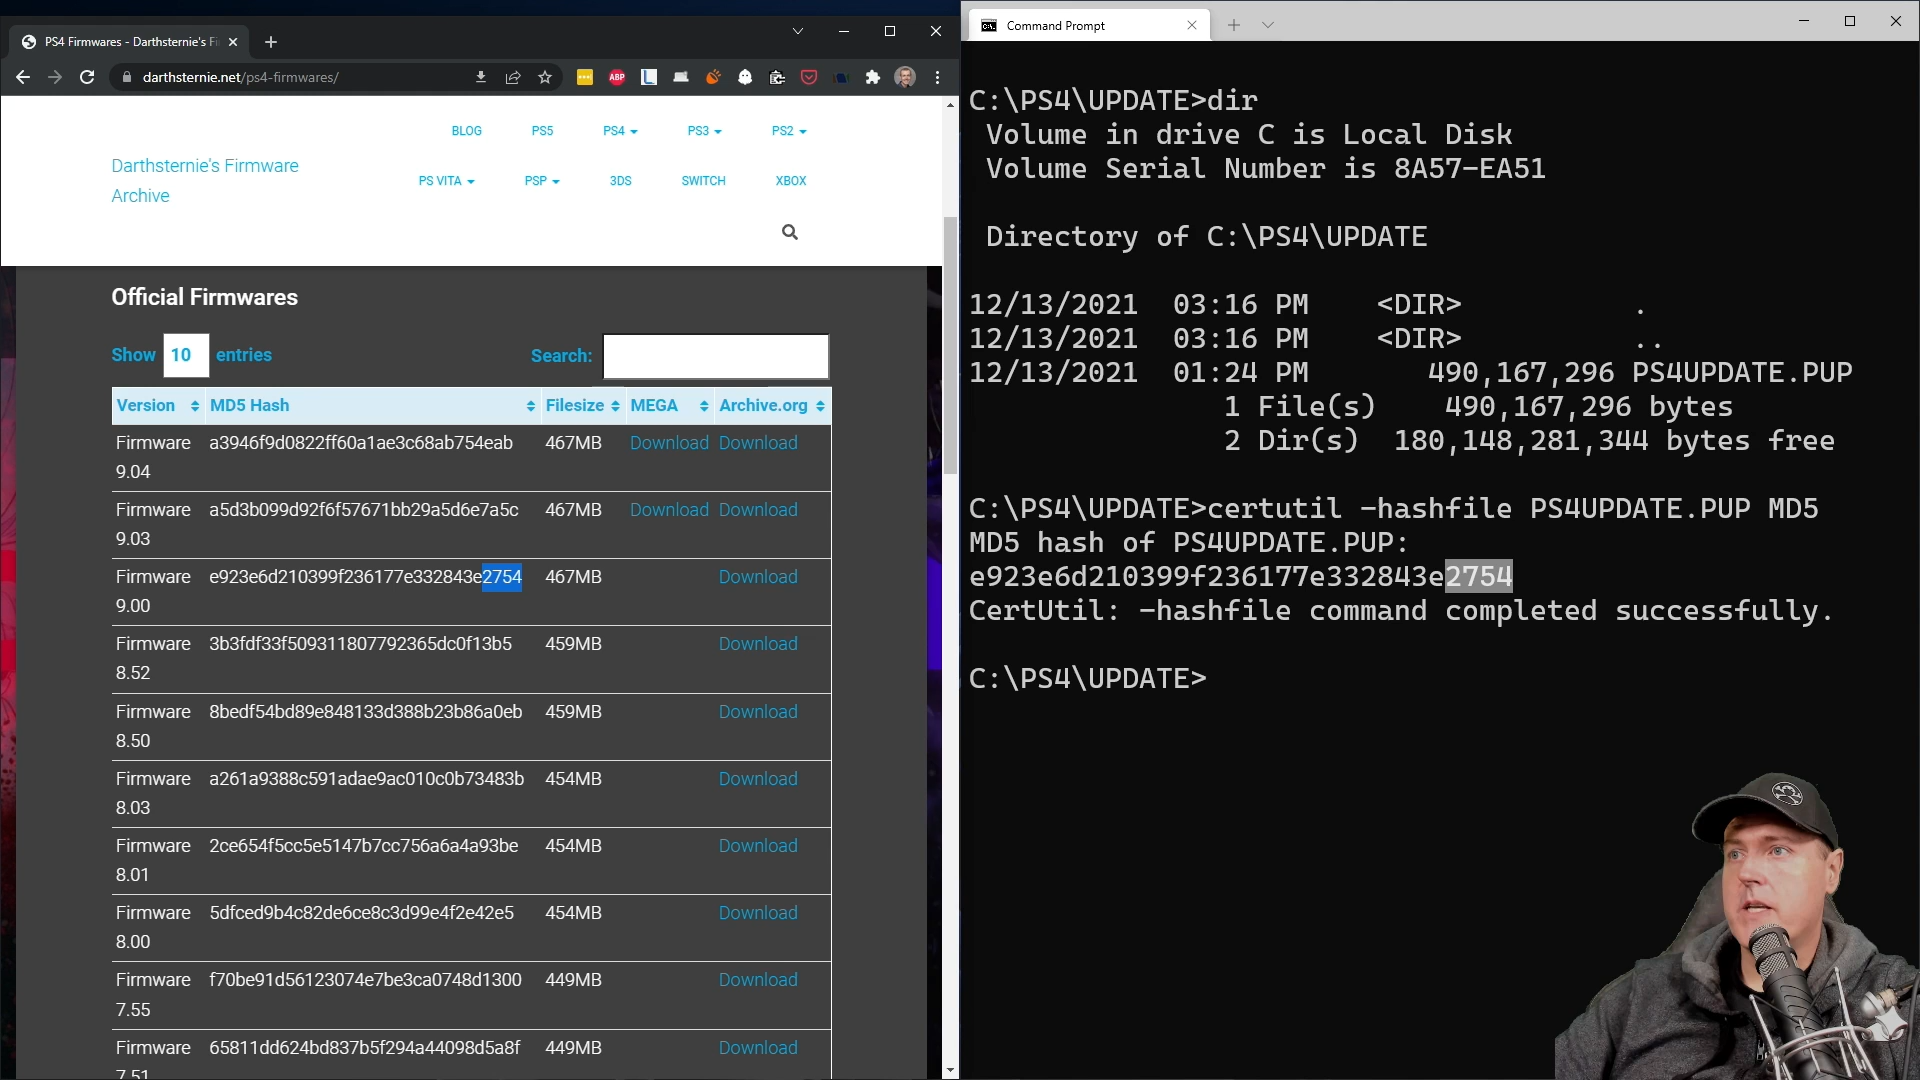 PS4 Firmwares - Darthsternie's Fi
darthsternie.net/ps4-firmwares/
ABP
L
Darthsternie's Firmware
Archive
BLOG PS5 PS4 PS3 PS2
PS VITA PSP 3DS SWITCH XBOX
Official Firmwares
Show 10 entries Search:
Version MD5 Hash Filesize MEGA Archive.org
Firmware a3946f9d0822ff60a1ae3c68ab754eab 467MB Download Download
9.04
Firmware a5d3b099d92f6f57671bb29a5d6e7a5c 467MB Download Download
9.03
Firmware e923e6d210399f236177e332843e2754 467MB Download
9.00
Firmware 3b3fdf33f509311807792365dc0f13b5 459MB Download
8.52
Firmware 8bedf54bd89e848133d388b23b86a0eb 459MB Download
8.50
Firmware a261a9388c591adae9ac010c0b73483b 454MB Download
8.03
Firmware 2ce654f5cc5e5147b7cc756a6a4a93be 454MB Download
8.01
Firmware 5dfced9b4c82de6ce8c3d99e4f2e42e5 454MB Download
8.00
Firmware f70be91d56123074e7be3ca0748d1300 449MB Download
7.55
Firmware 65811dd624bd837b5f294a44098d5a8f 449MB Download
7.51
Command Prompt
C:\PS4\UPDATE>dir
Volume in drive C is Local Disk
Volume Serial Number is 8A57-EA51
Directory of C:\PS4\UPDATE
12/13/2021 03:16 PM <DIR> .
12/13/2021 03:16 PM <DIR> ..
12/13/2021 01:24 PM 490,167,296 PS4UPDATE.PUP
1 File(s) 490,167,296 bytes
2 Dir(s) 180,148,281,344 bytes free
C:\PS4\UPDATE>certutil -hashfile PS4UPDATE.PUP MD5
MD5 hash of PS4UPDATE.PUP:
e923e6d210399f236177e332843e2754
CertUtil: -hashfile command completed successfully.
C:\PS4\UPDATE>